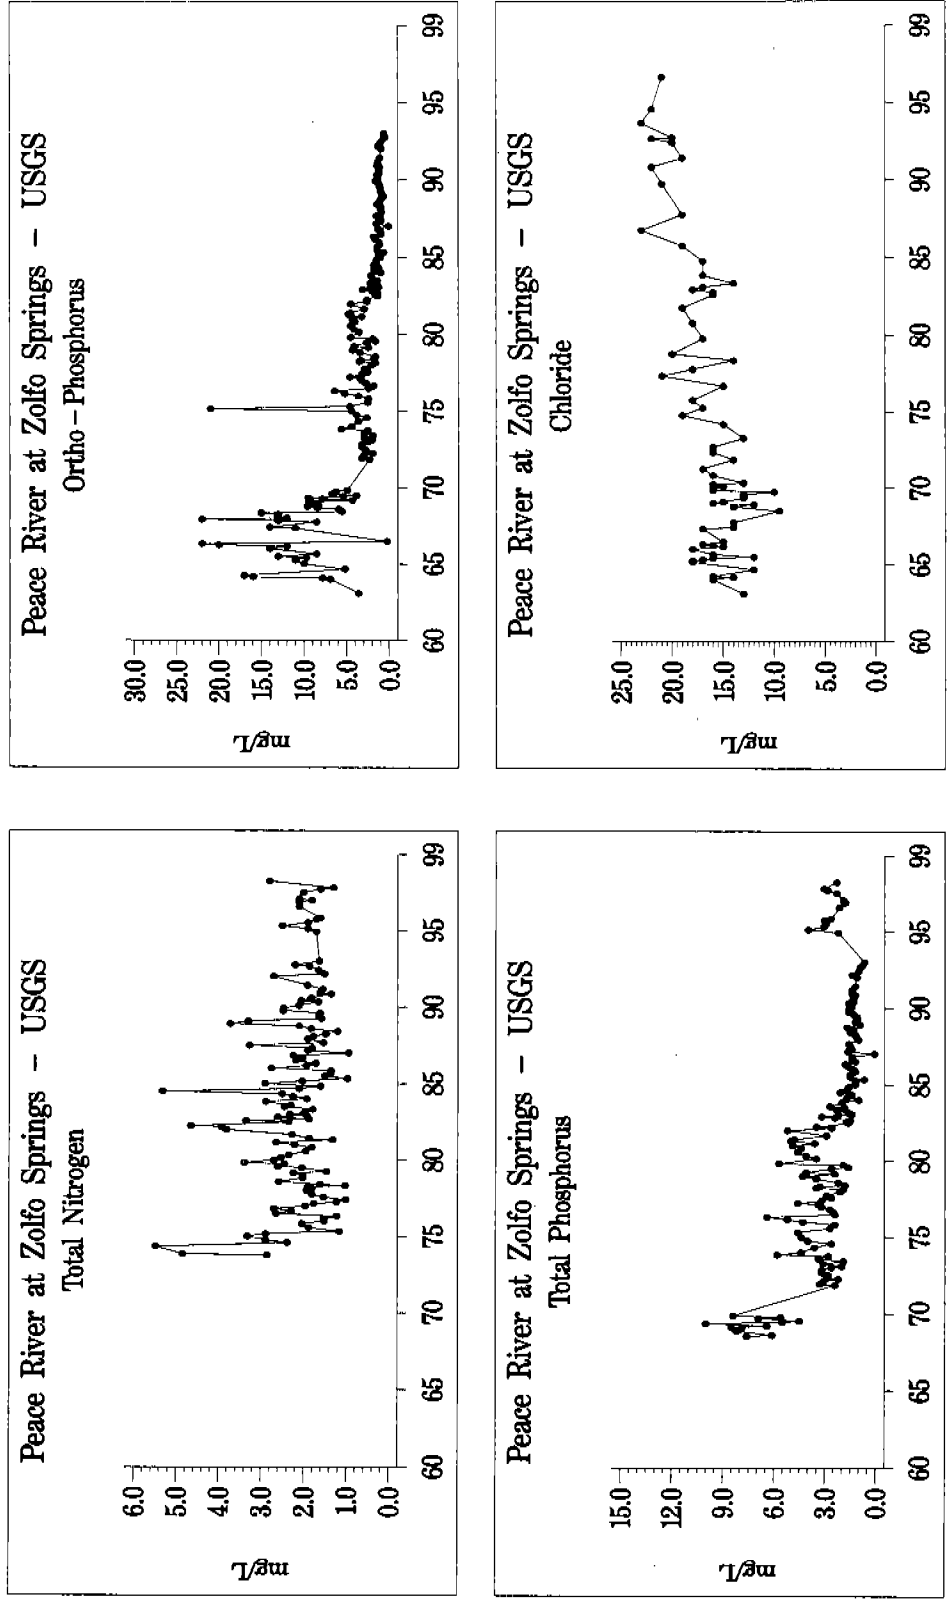 Peace River at Zolfo Springs - USGS
Total Nitrogen
mg/L
6.0
5.0
4.0
3.0
2.0
1.0
0.0
60 65 70 75 80 85 90 95 99
Peace River at Zolfo Springs - USGS
Ortho-Phosphorus
mg/L
30.0
25.0
20.0
15.0
10.0
5.0
0.0
60 65 70 75 80 85 90 95 99
Peace River at Zolfo Springs - USGS
Total Phosphorus
mg/L
15.0
12.0
9.0
6.0
3.0
0.0
60 65 70 75 80 85 90 95 99
Peace River at Zolfo Springs - USGS
Chloride
mg/L
25.0
20.0
15.0
10.0
5.0
0.0
60 65 70 75 80 85 90 95 99